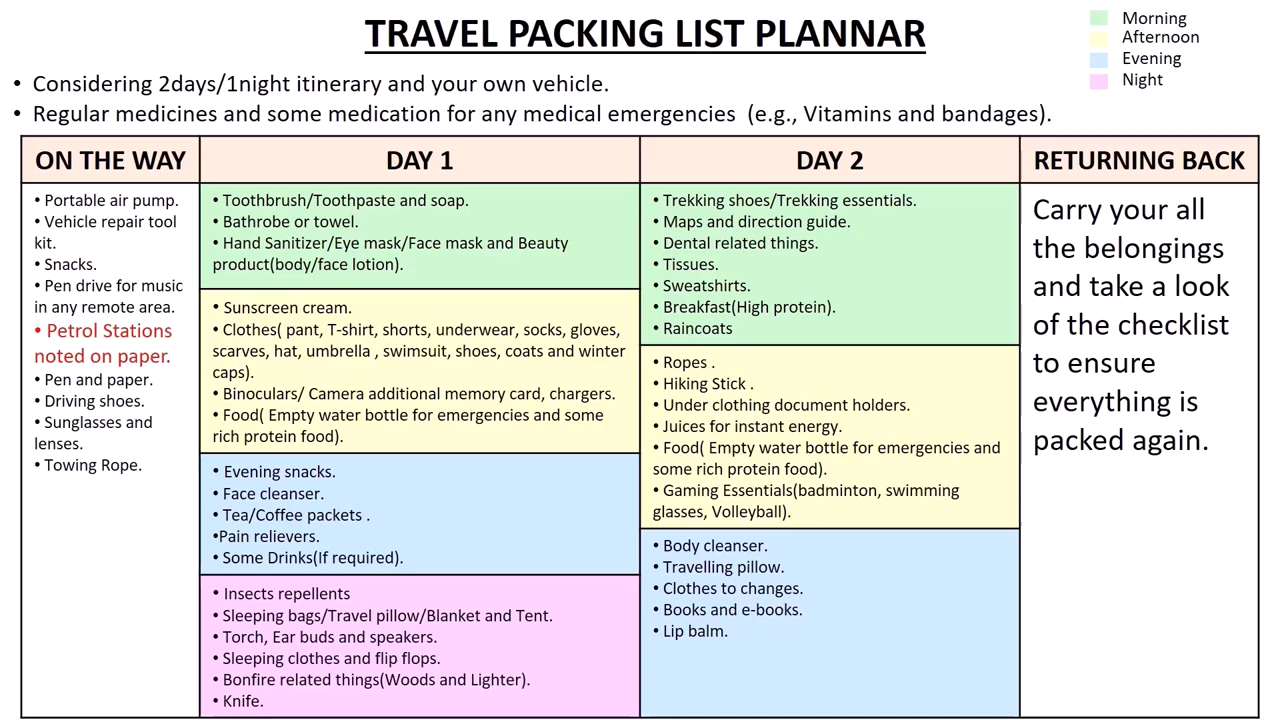 TRAVEL PACKING LIST PLANNAR
Morning
Afternoon
Evening
Night
• Considering 2days/1night itinerary and your own vehicle.
• Regular medicines and some medication for any medical emergencies (e.g., Vitamins and bandages).
ON THE WAY
• Portable air pump.
• Vehicle repair tool
kit.
• Snacks.
• Pen drive for music
in any remote area.
• Petrol Stations
noted on paper.
• Pen and paper.
• Driving shoes.
• Sunglasses and
lenses.
• Towing Rope.
DAY 1
• Toothbrush/Toothpaste and soap.
• Bathrobe or towel.
• Hand Sanitizer/Eye mask/Face mask and Beauty
product(body/face lotion).
• Sunscreen cream.
• Clothes( pant, T-shirt, shorts, underwear, socks, gloves,
scarves, hat, umbrella , swimsuit, shoes, coats and winter
caps).
• Binoculars/ Camera additional memory card, chargers.
• Food( Empty water bottle for emergencies and some
rich protein food).
• Evening snacks.
• Face cleanser.
• Tea/Coffee packets .
•Pain relievers.
• Some Drinks(If required).
• Insects repellents
• Sleeping bags/Travel pillow/Blanket and Tent.
• Torch, Ear buds and speakers.
• Sleeping clothes and flip flops.
• Bonfire related things(Woods and Lighter).
• Knife.
DAY 2
• Trekking shoes/Trekking essentials.
• Maps and direction guide.
• Dental related things.
• Tissues.
• Sweatshirts.
• Breakfast(High protein).
• Raincoats
• Ropes .
• Hiking Stick .
• Under clothing document holders.
• Juices for instant energy.
• Food( Empty water bottle for emergencies and
some rich protein food).
• Gaming Essentials(badminton, swimming
glasses, Volleyball).
• Body cleanser.
• Travelling pillow.
• Clothes to changes.
• Books and e-books.
• Lip balm.
RETURNING BACK
Carry your all
the belongings
and take a look
of the checklist
to ensure
everything is
packed again.